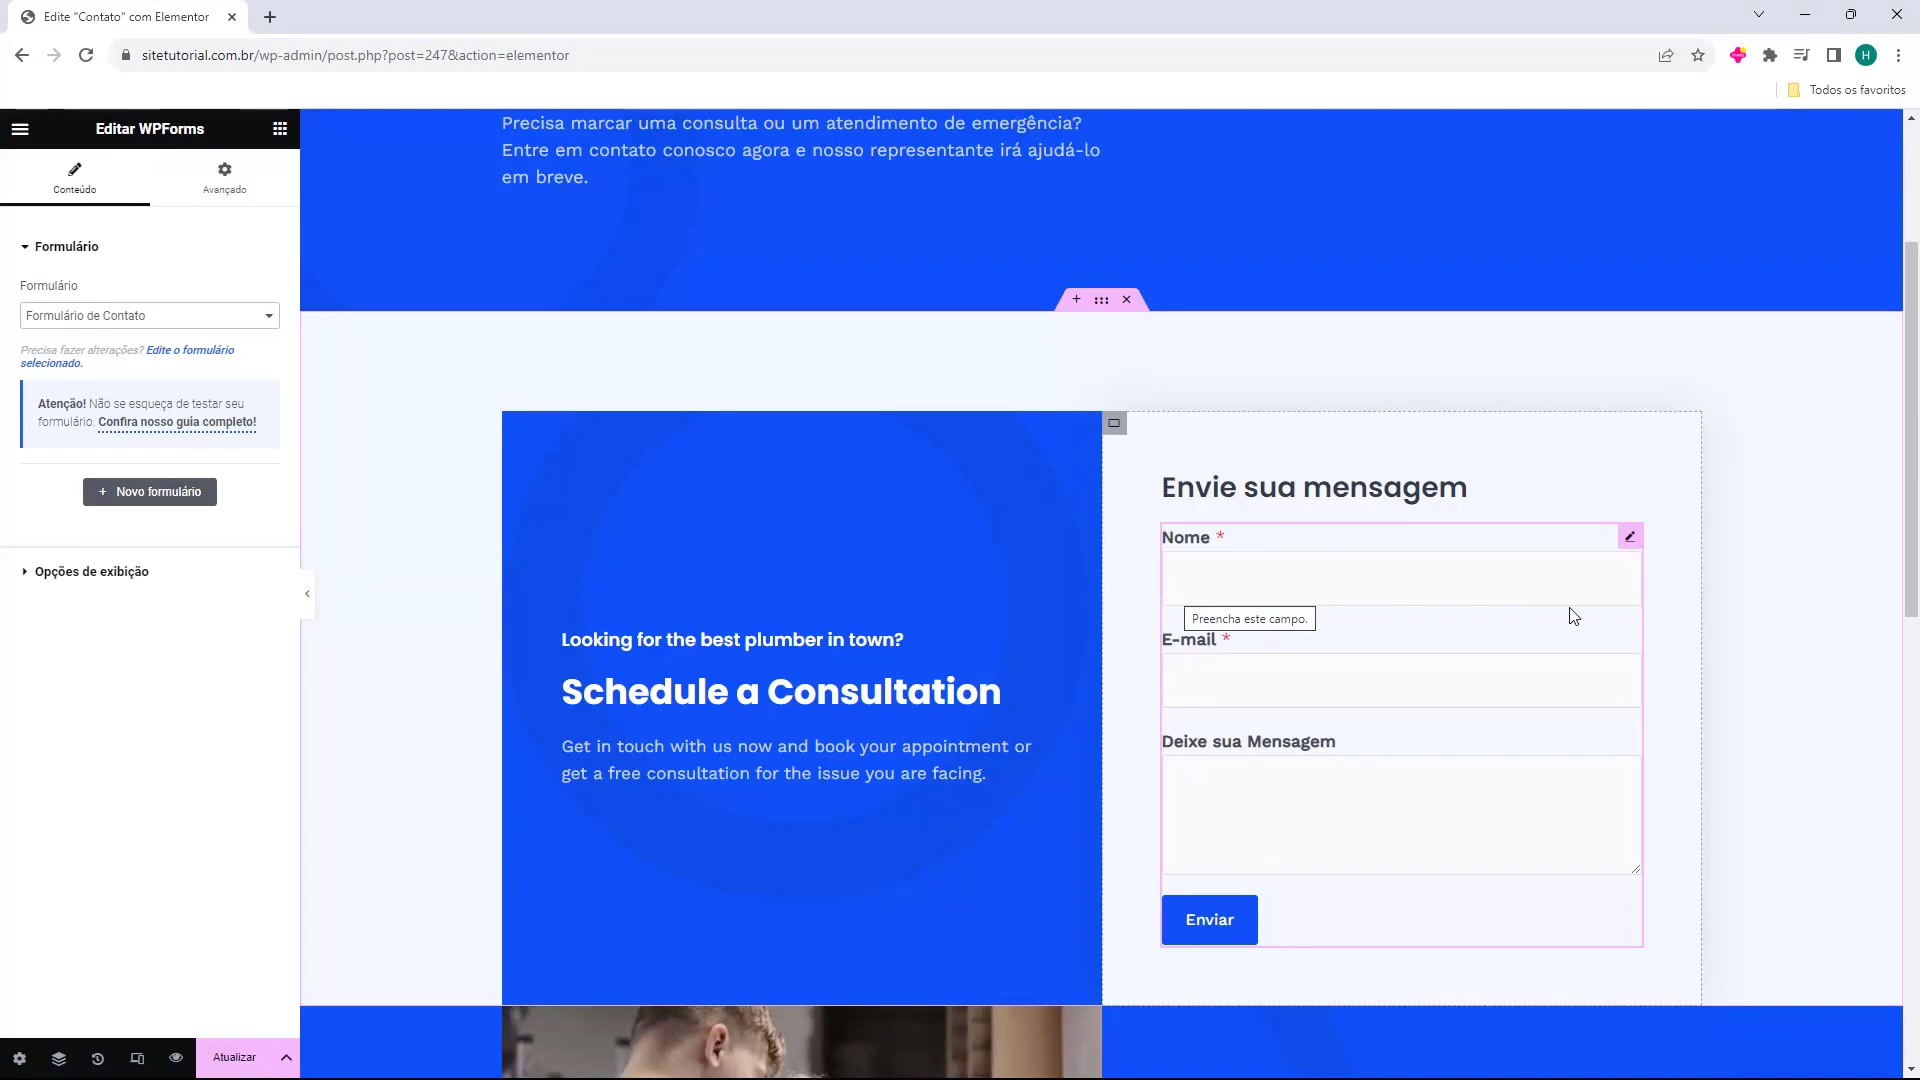 Edite "Contato" com Elementor
sitetutorial.com.br/wp-admin/post.php?post=247&action=elementor
H
Todos os favoritos
Editar WPForms
Conteúdo
Avançado
Formulário
Formulário
Formulário de Contato
Precisa fazer alterações? Edite o formulário
selecionado.
Atenção! Não se esqueça de testar seu
formulário. Confira nosso guia completo!
+ Novo formulário
Opções de exibição
Atualizar
Precisa marcar uma consulta ou um atendimento de emergência?
Entre em contato conosco agora e nosso representante irá ajudá-lo
em breve.
Looking for the best plumber in town?
Schedule a Consultation
Get in touch with us now and book your appointment or
get a free consultation for the issue you are facing.
Envie sua mensagem
Nome *
Preencha este campo.
E-mail *
Deixe sua Mensagem
Enviar